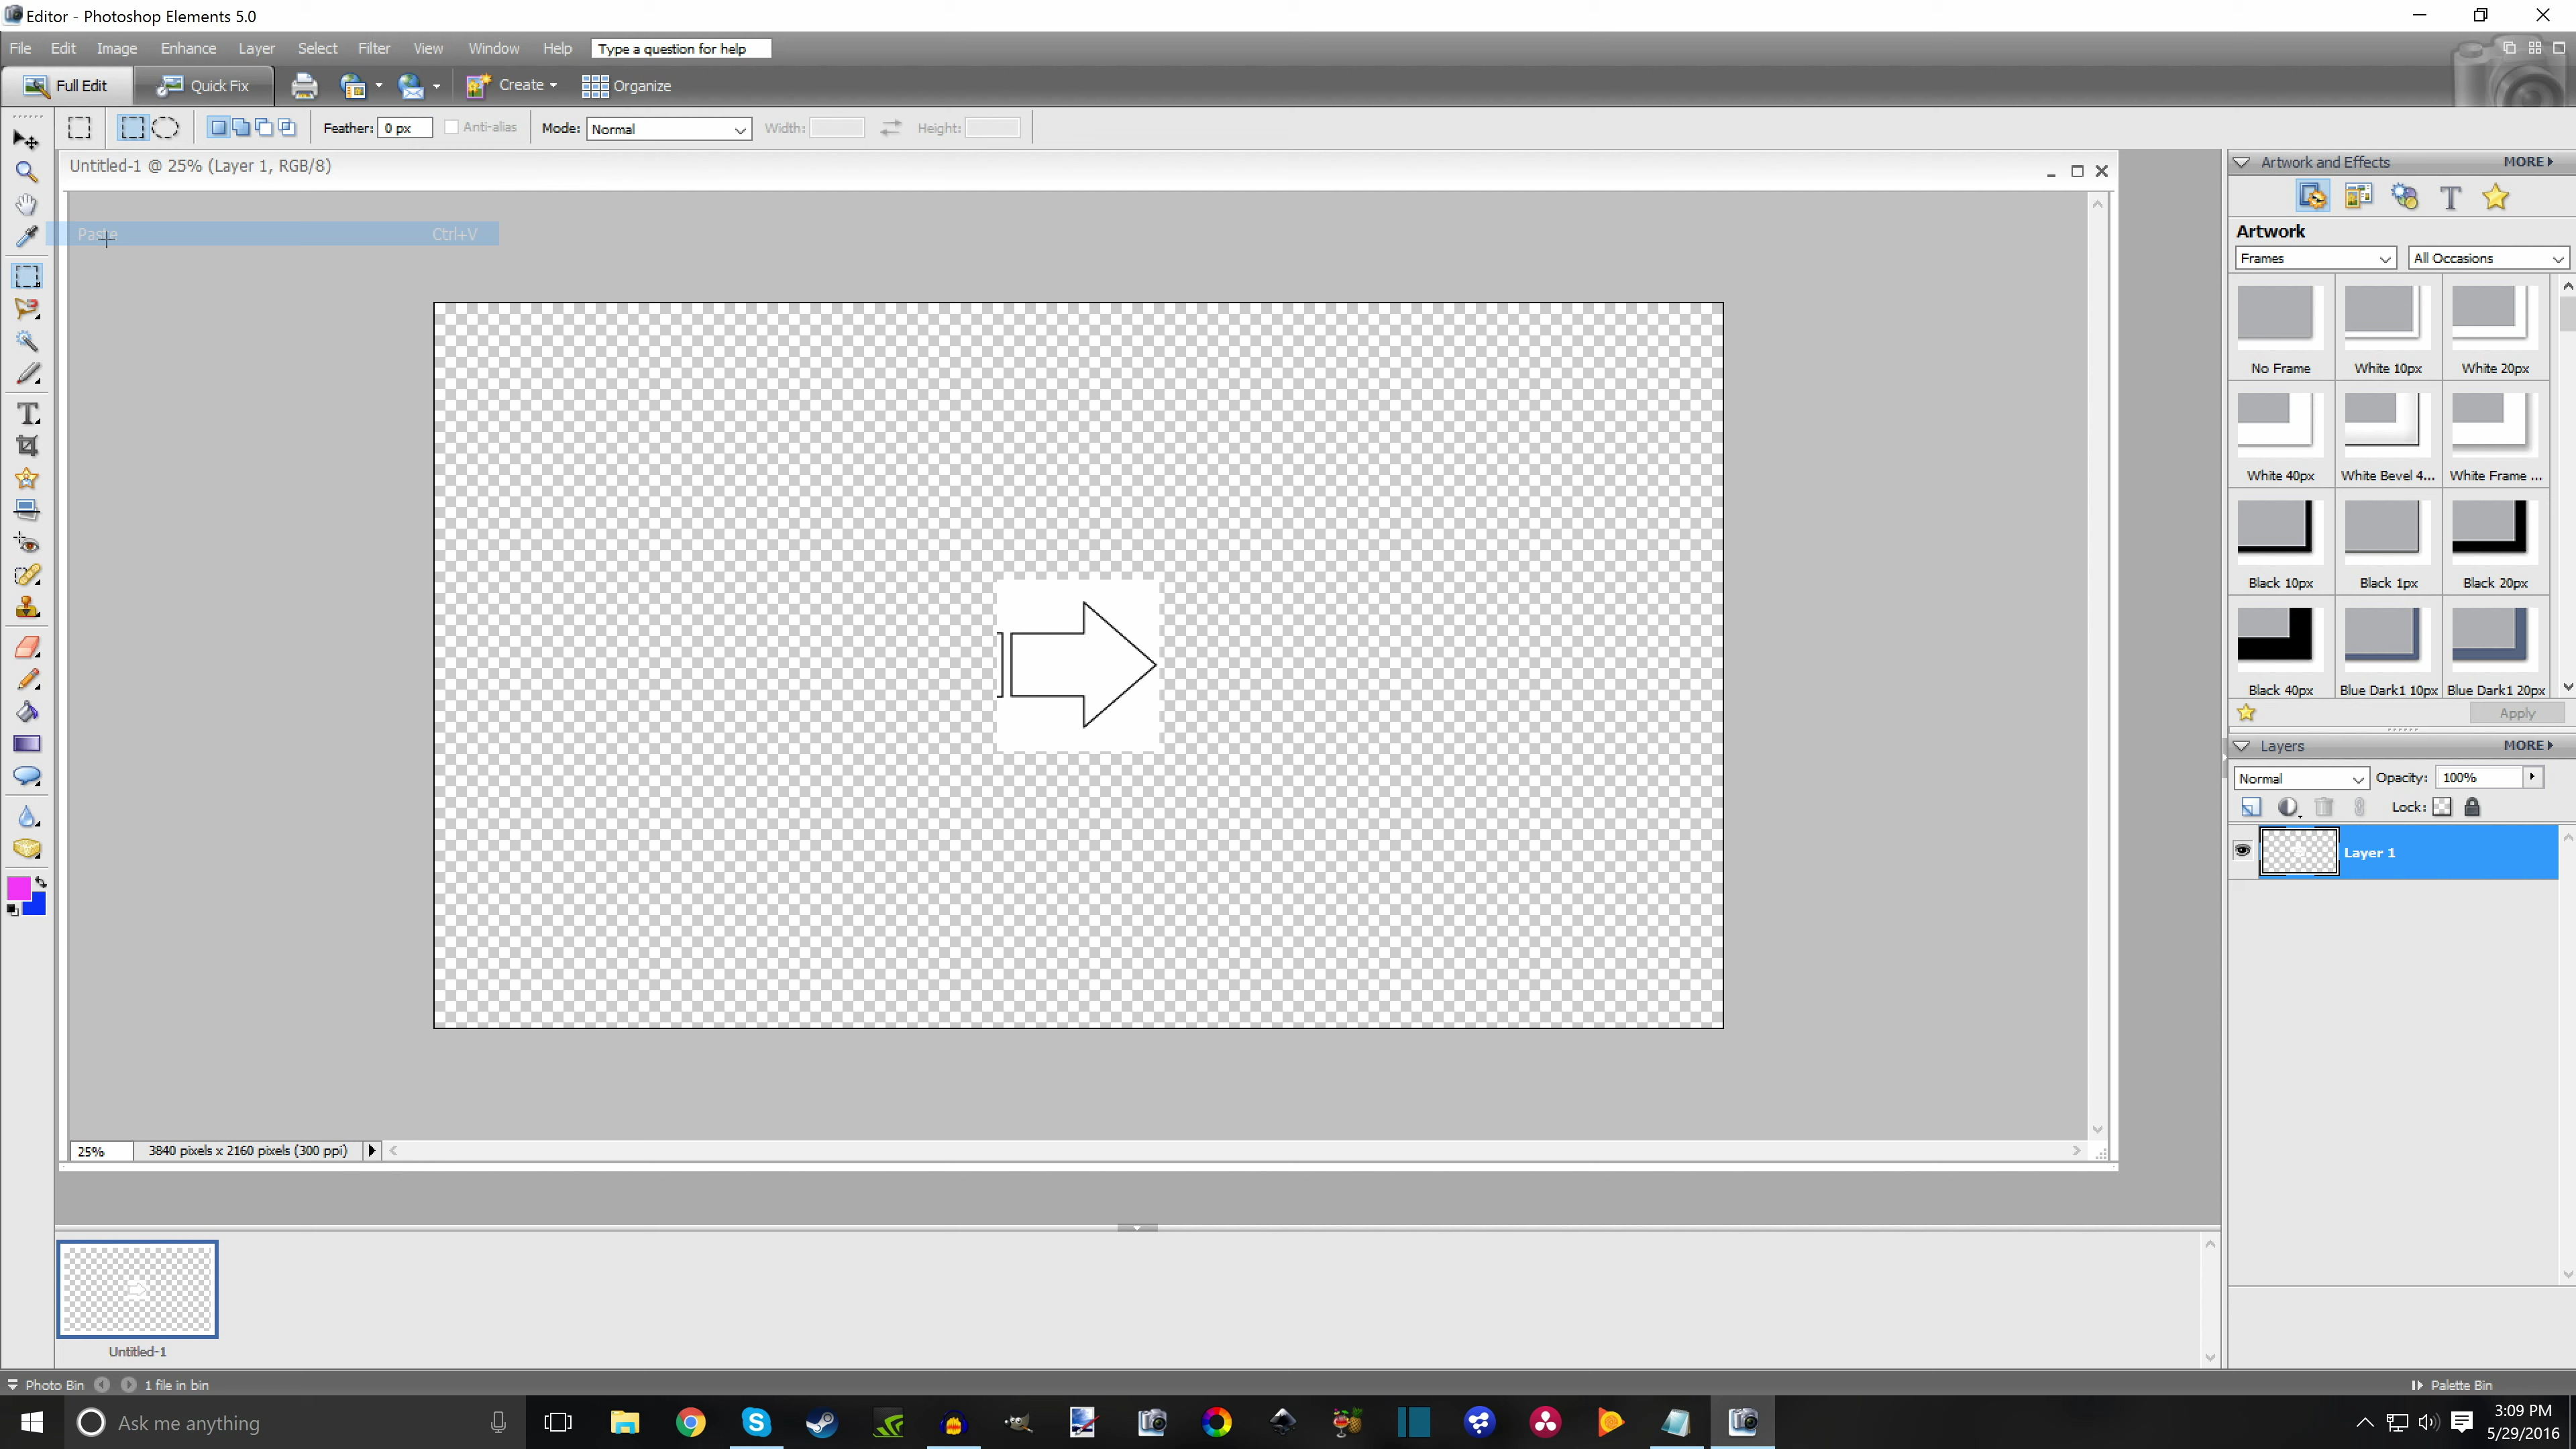 Editor - Photoshop Elements 5.0
File Edit Image Enhance Layer Select Filter View Window Help Type a question for help
Full Edit Quick Fix Create Organize
Feather: 0 px Anti-alias Mode: Normal Width: Height:
Untitled-1 @ 25% (Layer 1, RGB/8)
Paste Ctrl+V
Artwork and Effects MORE
Artwork
Frames All Occasions
No Frame White 10px White 20px
White 40px White Bevel 4... White Frame ...
Black 10px Black 1px Black 20px
Black 40px Blue Dark1 10px Blue Dark1 20px
Apply
Layers MORE
Normal Opacity: 100%
Lock:
Layer 1
25% 3840 pixels x 2160 pixels (300 ppi)
Untitled-1
Photo Bin 1 file in bin
Palette Bin
Ask me anything
3:09 PM
5/29/2016